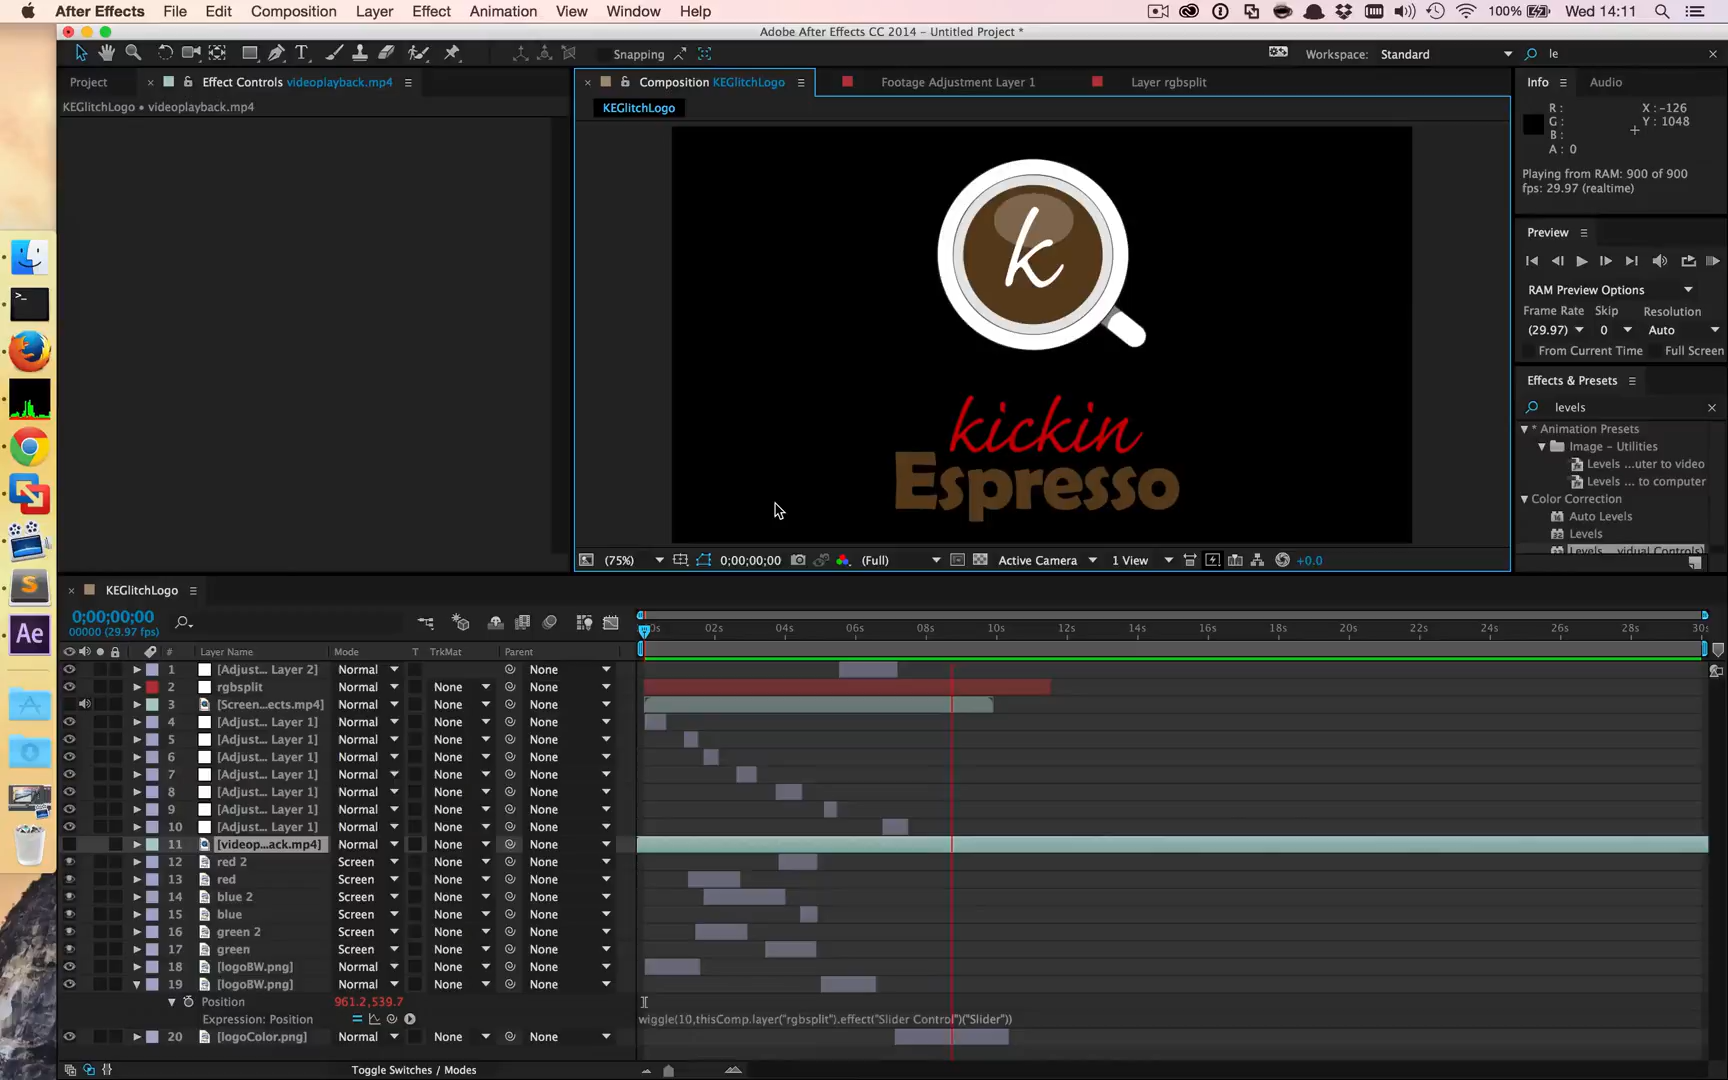 After Effects File Edit Composition Layer Effect Animation View Window Help 100% Wed 14:11
Adobe After Effects CC 2014 - Untitled Project *
Snapping Workspace: Standard le
Project Effect Controls videoplayback.mp4 Composition KEGlitchLogo Footage Adjustment Layer 1 Layer rgbsplit Info Audio
KEGlitchLogo • videoplayback.mp4 KEGlitchLogo
R : X : -126
G : Y : 1048
B :
A : 0
Playing from RAM: 900 of 900
fps: 29.97 (realtime)
Preview
RAM Preview Options
Frame Rate Skip Resolution
(29.97) 0 Auto
From Current Time Full Screen
Effects & Presets
levels
* Animation Presets
Image - Utilities
Levels ...uter to video
Levels ... to computer
Color Correction
Auto Levels
Levels
Levels ...vidual Controls)
k
kickin
Espresso
(75%) 0;00;00;00 (Full) Active Camera 1 View +0.0
KEGlitchLogo
0;00;00;00
00000 (29.97 fps)
02s 04s 06s 08s 10s 12s 14s 16s 18s 20s 22s 24s 26s 28s 30s
# Layer Name Mode T TrkMat Parent
1 [Adjust... Layer 2] Normal None
2 rgbsplit Normal None None
3 [Screen...ects.mp4] Normal None None
4 [Adjust... Layer 1] Normal None None
5 [Adjust... Layer 1] Normal None None
6 [Adjust... Layer 1] Normal None None
7 [Adjust... Layer 1] Normal None None
8 [Adjust... Layer 1] Normal None None
9 [Adjust... Layer 1] Normal None None
10 [Adjust... Layer 1] Normal None None
11 [videop...ack.mp4] Normal None None
12 red 2 Screen None None
13 red Screen None None
14 blue 2 Screen None None
15 blue Screen None None
16 green 2 Screen None None
17 green Screen None None
18 [logoBW.png] Normal None None
19 [logoBW.png] Normal None None
Position 961.2,539.7
Expression: Position wiggle(10,thisComp.layer("rgbsplit").effect("Slider Control")("Slider"))
20 [logoColor.png] Normal None None
Toggle Switches / Modes
Ae